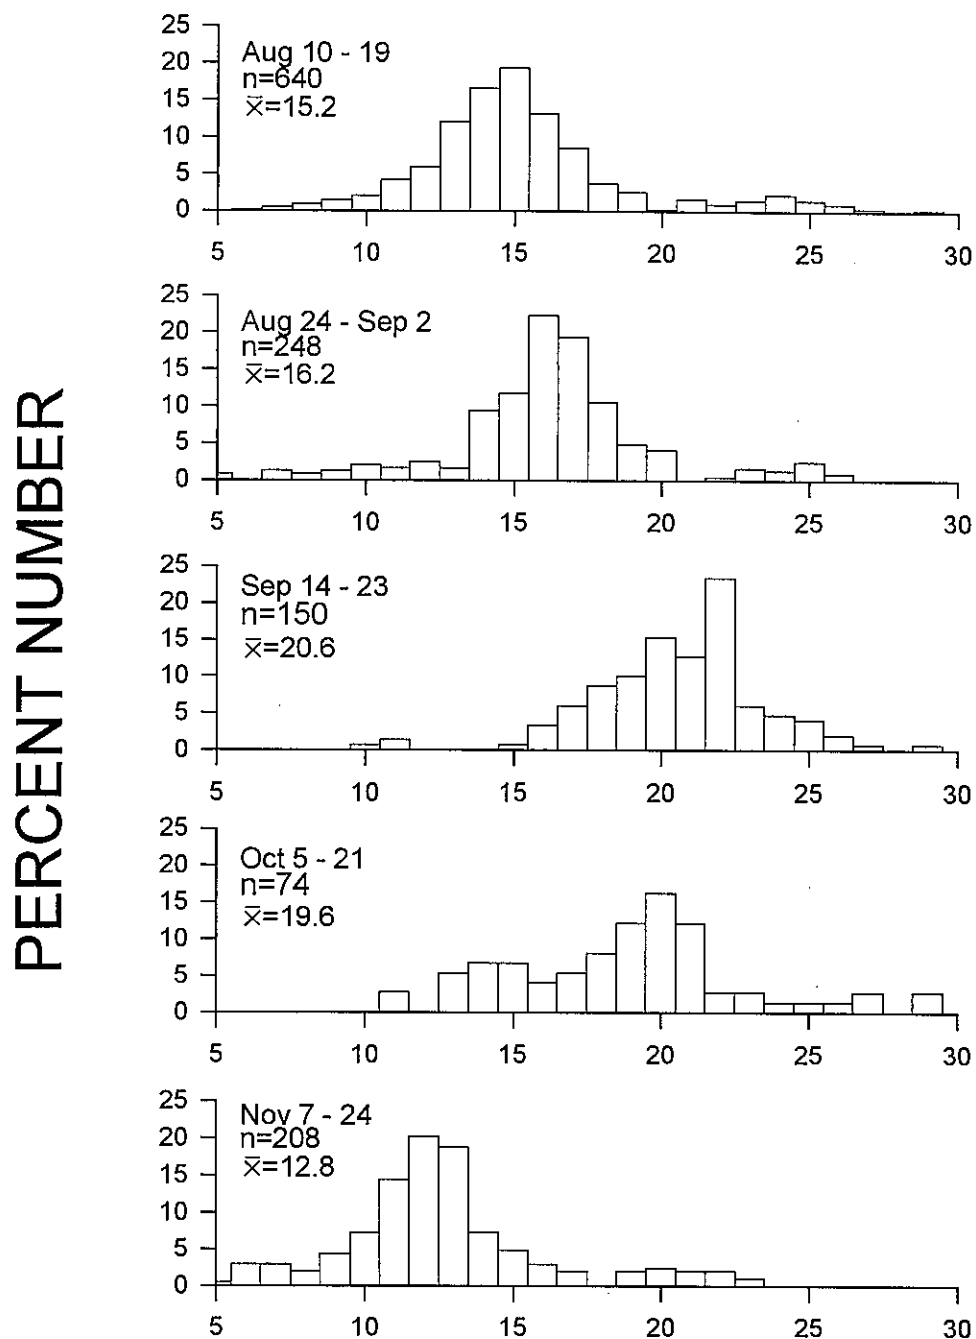 PERCENT NUMBER
25
20
15
10
5
0
Aug 10 - 19
n=640
x̄=15.2
5 10 15 20 25 30
25
20
15
10
5
0
Aug 24 - Sep 2
n=248
x̄=16.2
5 10 15 20 25 30
25
20
15
10
5
0
Sep 14 - 23
n=150
x̄=20.6
5 10 15 20 25 30
25
20
15
10
5
0
Oct 5 - 21
n=74
x̄=19.6
5 10 15 20 25 30
25
20
15
10
5
0
Nov 7 - 24
n=208
x̄=12.8
5 10 15 20 25 30